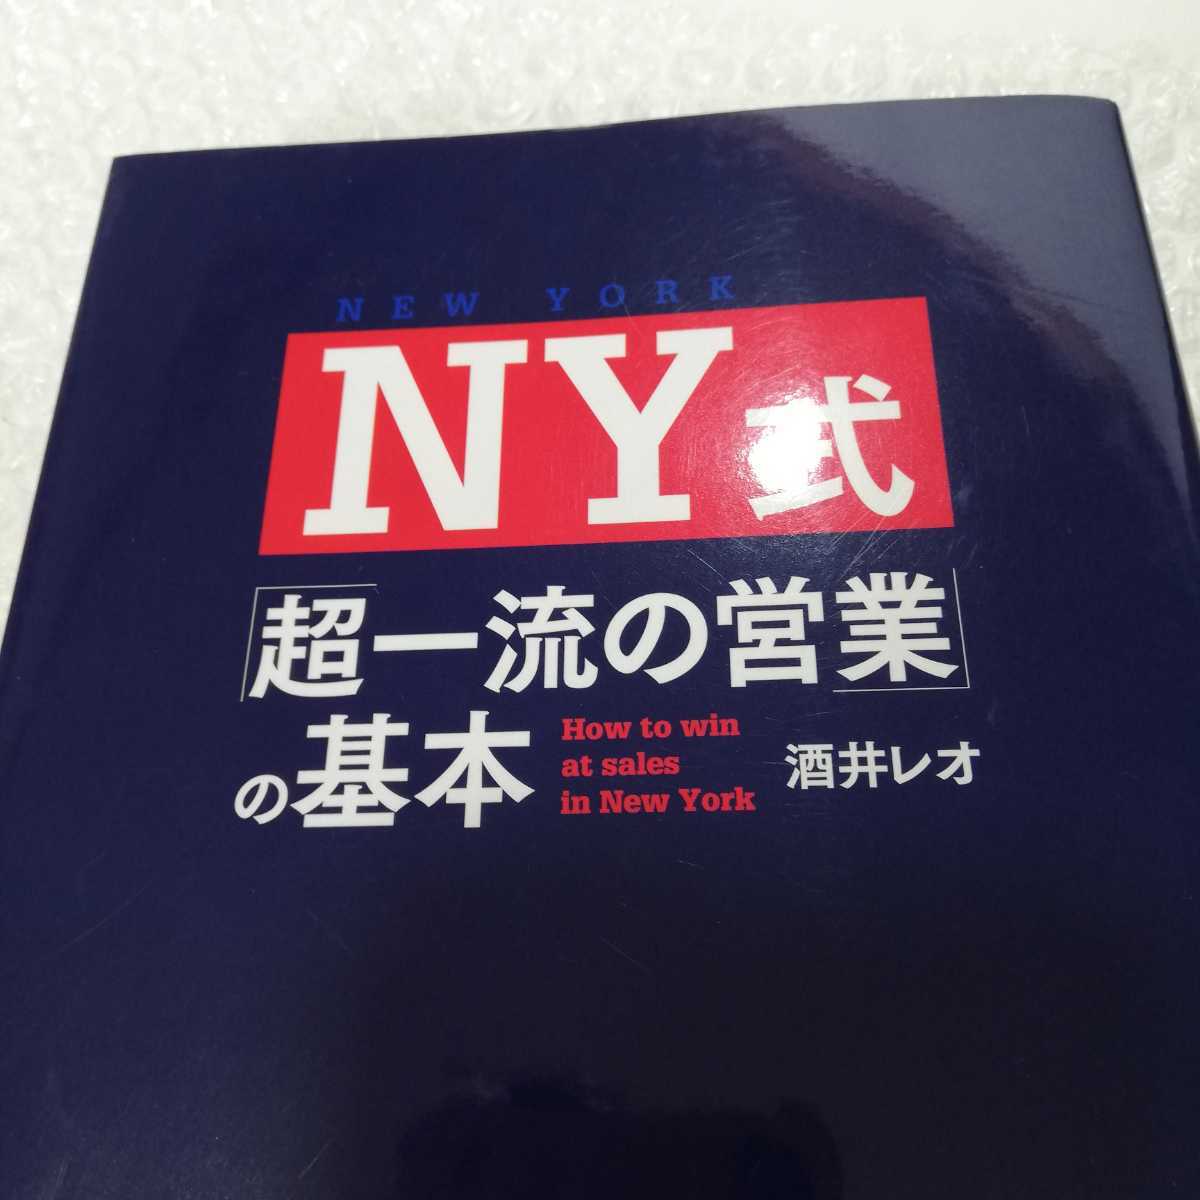 NEW YORK
NY式
「超一流の営業」
の基本
How to win
at sales
in New York
酒井レオ